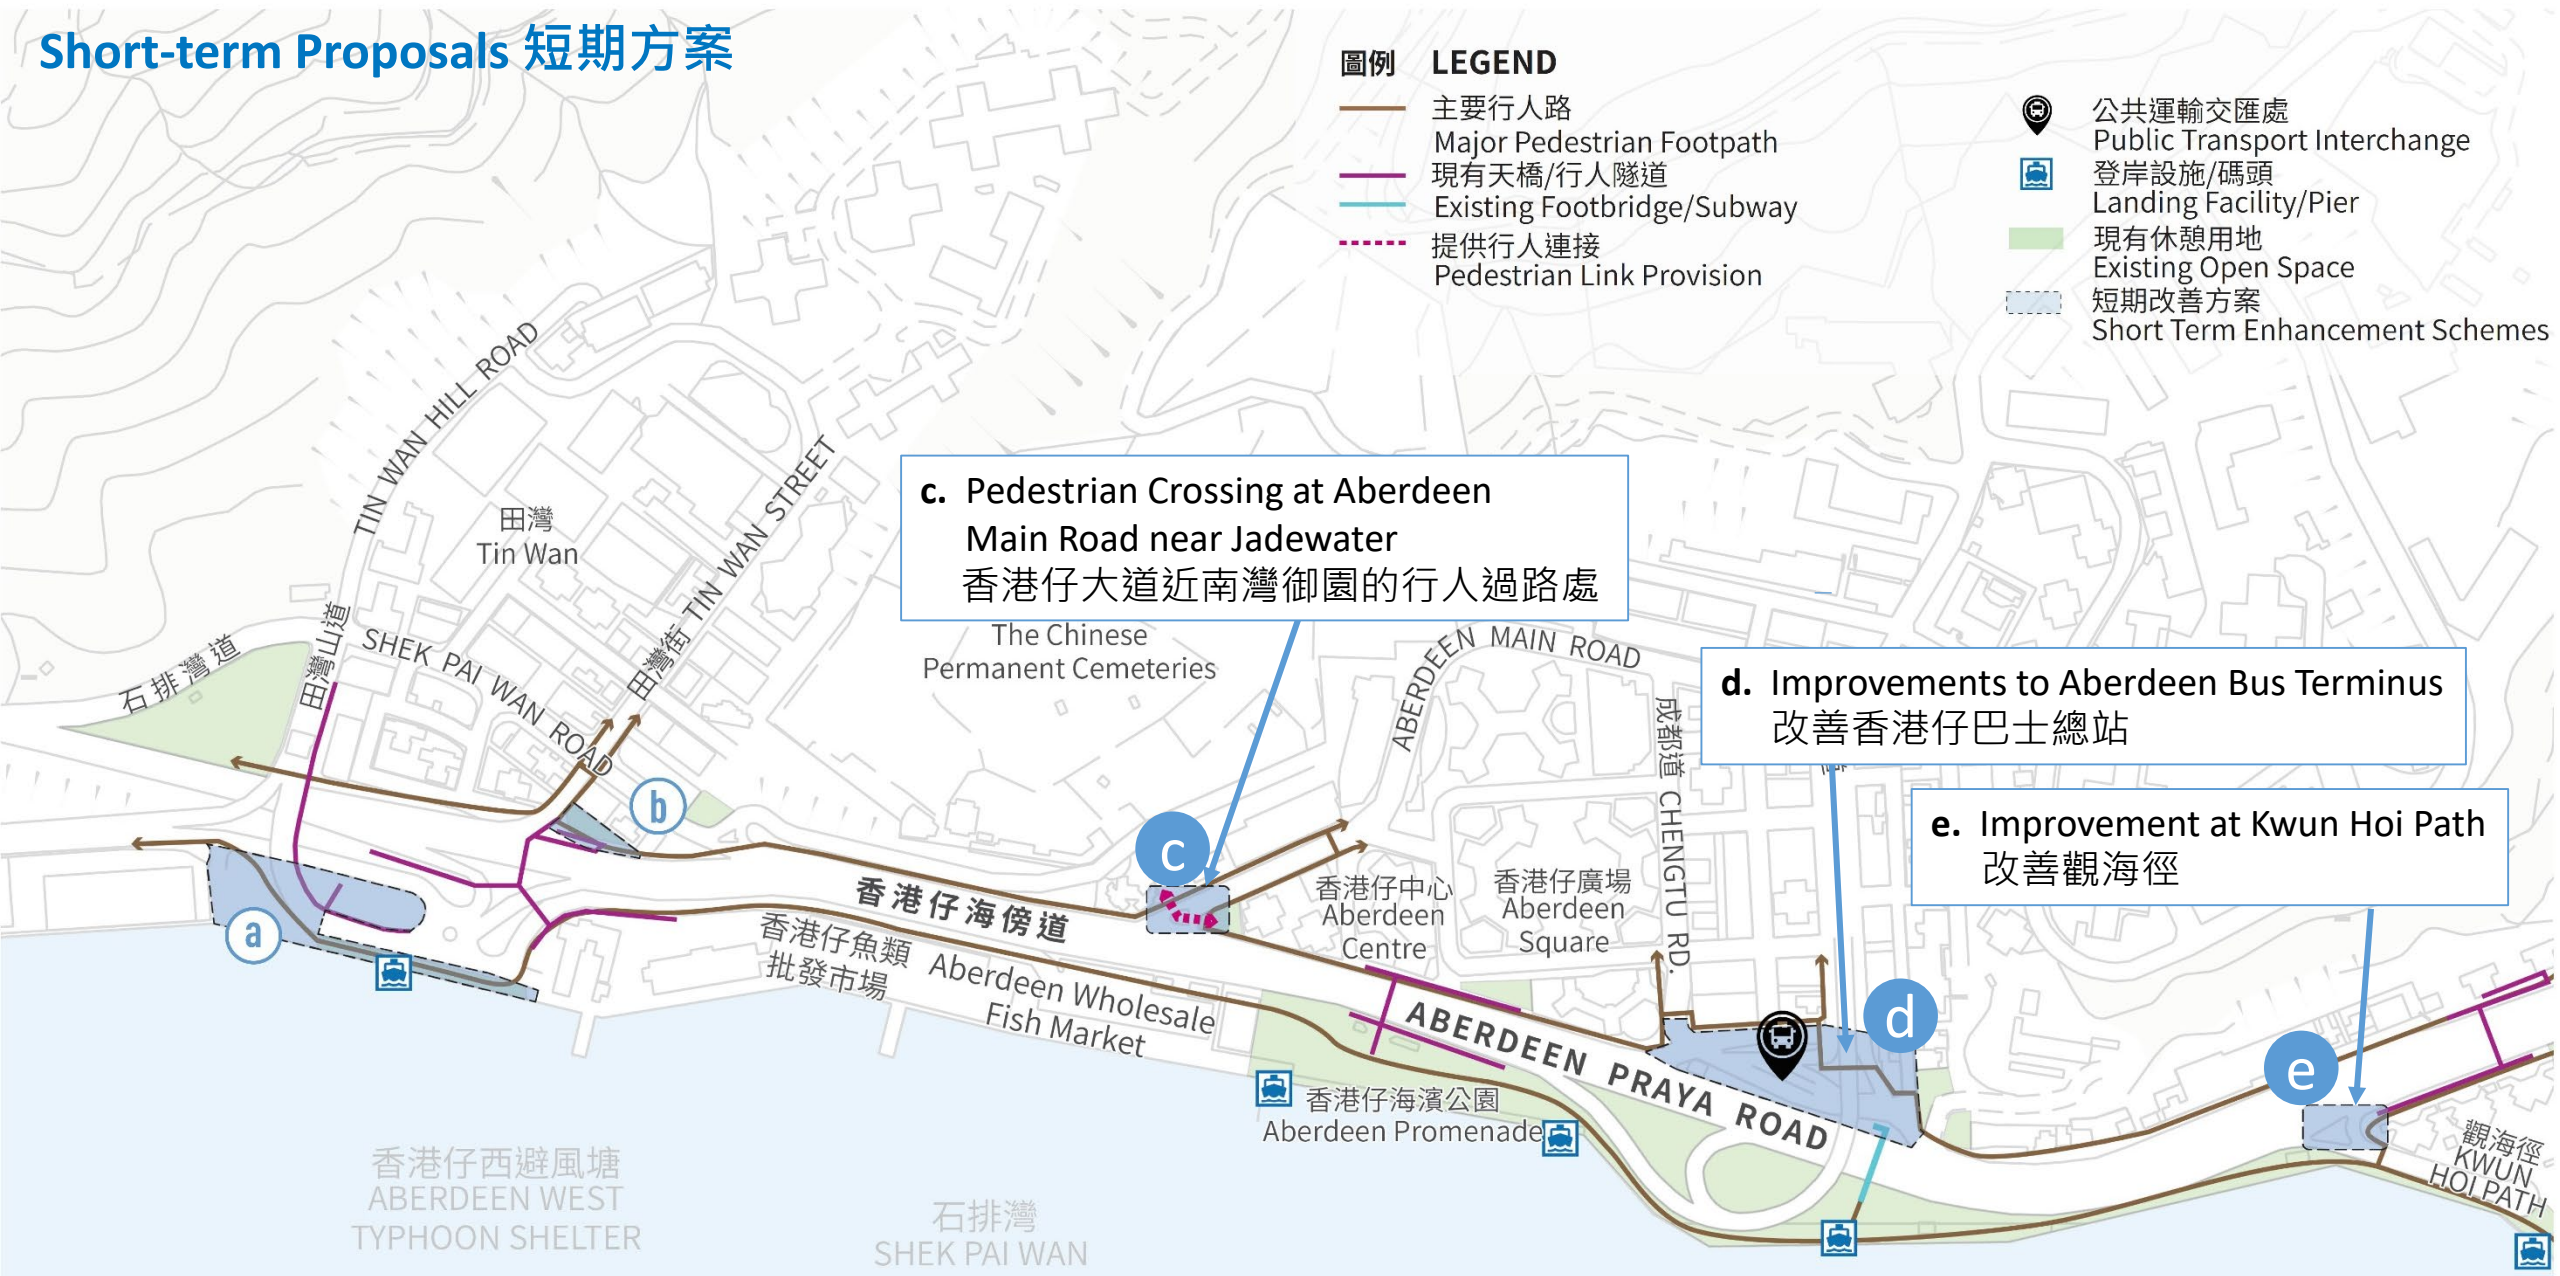 Short-term Proposals 短期方案
圖例 LEGEND
主要行人路
Major Pedestrian Footpath
現有天橋/行人隧道
Existing Footbridge/Subway
提供行人連接
Pedestrian Link Provision
公共運輸交匯處
Public Transport Interchange
登岸設施/碼頭
Landing Facility/Pier
現有休憩用地
Existing Open Space
短期改善方案
Short Term Enhancement Schemes
TIN WAN HILL ROAD
田灣山道
田灣
Tin Wan
田灣街 TIN WAN STREET
石排灣道
SHEK PAI WAN ROAD
c. Pedestrian Crossing at Aberdeen
Main Road near Jadewater
香港仔大道近南灣御園的行人過路處
The Chinese
Permanent Cemeteries
ABERDEEN MAIN ROAD
成都道 CHENGTU RD.
d. Improvements to Aberdeen Bus Terminus
改善香港仔巴士總站
e. Improvement at Kwun Hoi Path
改善觀海徑
a
b
c
d
e
香港仔海傍道
香港仔魚類
批發市場
Aberdeen Wholesale
Fish Market
香港仔中心
Aberdeen
Centre
香港仔廣場
Aberdeen
Square
ABERDEEN PRAYA ROAD
香港仔海濱公園
Aberdeen Promenade
觀海徑
KWUN
HOI PATH
香港仔西避風塘
ABERDEEN WEST
TYPHOON SHELTER
石排灣
SHEK PAI WAN